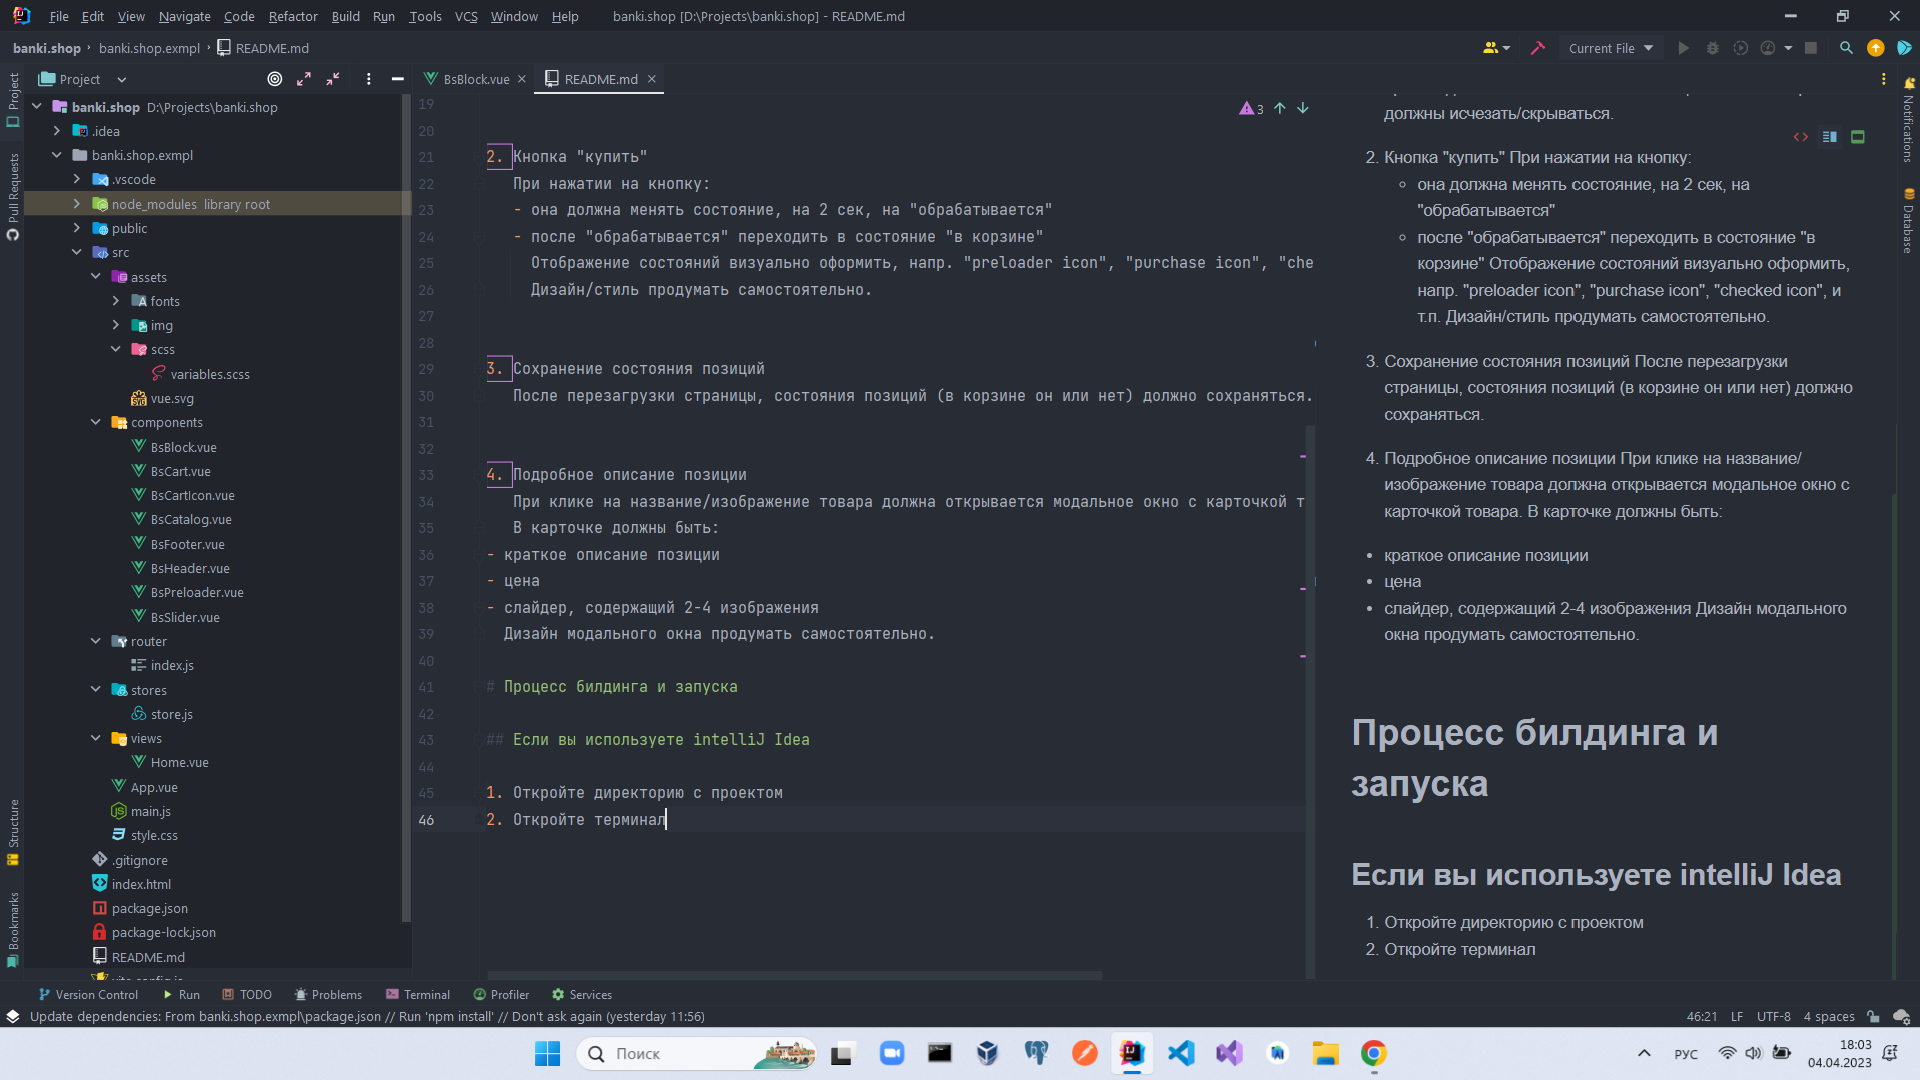 File Edit View Navigate Code Refactor Build Run Tools VCS Window Help banki.shop [D:\Projects\banki.shop] - README.md
banki.shop banki.shop.exmpl README.md
Current File
Project
BsBlock.vue
README.md
Project
Pull Requests
Structure
Bookmarks
banki.shop D:\Projects\banki.shop
.idea
banki.shop.exmpl
.vscode
node_modules library root
public
src
assets
fonts
img
scss
variables.scss
vue.svg
components
BsBlock.vue
BsCart.vue
BsCartIcon.vue
BsCatalog.vue
BsFooter.vue
BsHeader.vue
BsPreloader.vue
BsSlider.vue
router
index.js
stores
store.js
views
Home.vue
App.vue
main.js
style.css
.gitignore
index.html
package.json
package-lock.json
README.md
3
19
20
21 2. Кнопка "купить"
22 При нажатии на кнопку:
23 - она должна менять состояние, на 2 сек, на "обрабатывается"
24 - после "обрабатывается" переходить в состояние "в корзине"
25 Отображение состояний визуально оформить, напр. "preloader icon", "purchase icon", "che
26 Дизайн/стиль продумать самостоятельно.
27
28
29 3. Сохранение состояния позиций
30 После перезагрузки страницы, состояния позиций (в корзине он или нет) должно сохраняться.
31
32
33 4. Подробное описание позиции
34 При клике на название/изображение товара должна открывается модальное окно с карточкой т
35 В карточке должны быть:
36 - краткое описание позиции
37 - цена
38 - слайдер, содержащий 2-4 изображения
39 Дизайн модального окна продумать самостоятельно.
40
41 # Процесс билдинга и запуска
42
43 ## Если вы используете intelliJ Idea
44
45 1. Откройте директорию с проектом
46 2. Откройте терминал
должны исчезать/скрываться.
2. Кнопка "купить" При нажатии на кнопку:
она должна менять состояние, на 2 сек, на
"обрабатывается"
после "обрабатывается" переходить в состояние "в
корзине" Отображение состояний визуально оформить,
напр. "preloader icon", "purchase icon", "checked icon", и
т.п. Дизайн/стиль продумать самостоятельно.
3. Сохранение состояния позиций После перезагрузки
страницы, состояния позиций (в корзине он или нет) должно
сохраняться.
4. Подробное описание позиции При клике на название/
изображение товара должна открывается модальное окно с
карточкой товара. В карточке должны быть:
• краткое описание позиции
• цена
• слайдер, содержащий 2-4 изображения Дизайн модального
окна продумать самостоятельно.
Процесс билдинга и
запуска
Если вы используете intelliJ Idea
1. Откройте директорию с проектом
2. Откройте терминал
Notifications
Database
Version Control Run TODO Problems Terminal Profiler Services
Update dependencies: From banki.shop.exmpl\package.json // Run 'npm install' // Don't ask again (yesterday 11:56)
46:21 LF UTF-8 4 spaces
Поиск
РУС
18:03
04.04.2023